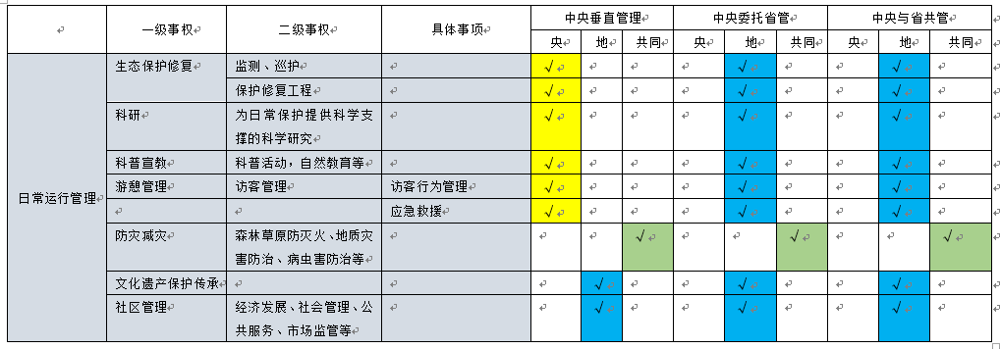 一级事权 二级事权 具体事项 中央垂直管理 中央委托省管 中央与省共管
央 地 共同 央 地 共同 央 地 共同
日常运行管理
生态保护修复 监测、巡护 √ √ √
保护修复工程 √ √ √
科研 为日常保护提供科学支 √ √ √
撑的科学研究
科普宣教 科普活动，自然教育等 √ √ √
游憩管理 访客管理 访客行为管理 √ √ √
应急救援 √ √ √
防灾减灾 森林草原防灭火、地质灾 √ √ √
害防治、病虫害防治等
文化遗产保护传承 √ √ √
社区管理 经济发展、社会管理、公 √ √ √
共服务、市场监管等